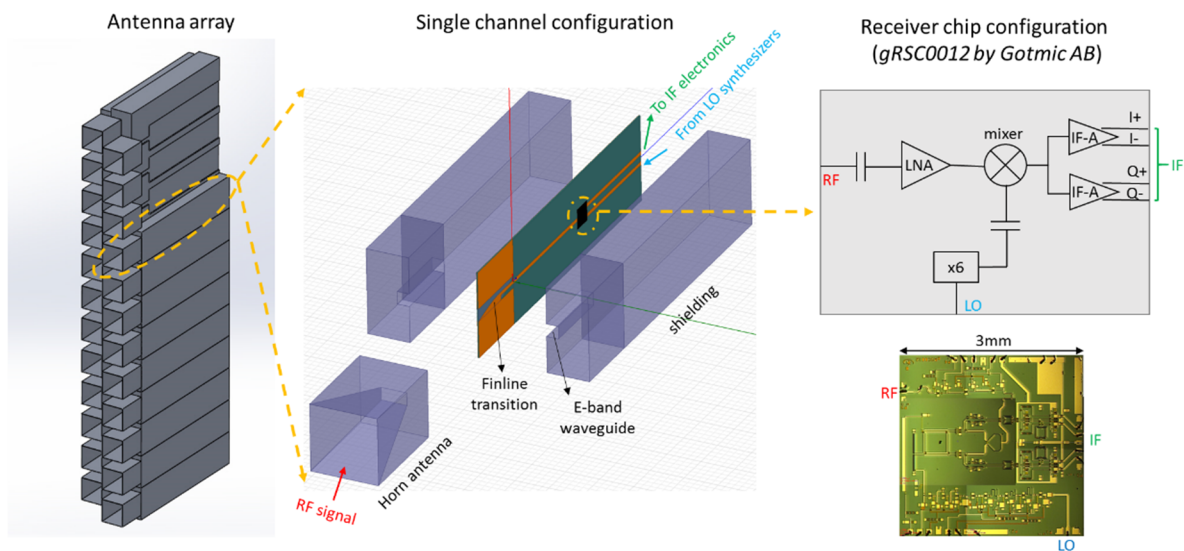 Antenna array
Single channel configuration
Receiver chip configuration
(gRSC0012 by Gotmic AB)
To IF electronics
From LO synthesizers
Finline
transition
E-band
waveguide
shielding
Horn antenna
RF signal
RF
LNA
mixer
IF-A
IF-A
I+
I-
Q+
Q-
IF
x6
LO
3mm
RF
IF
LO